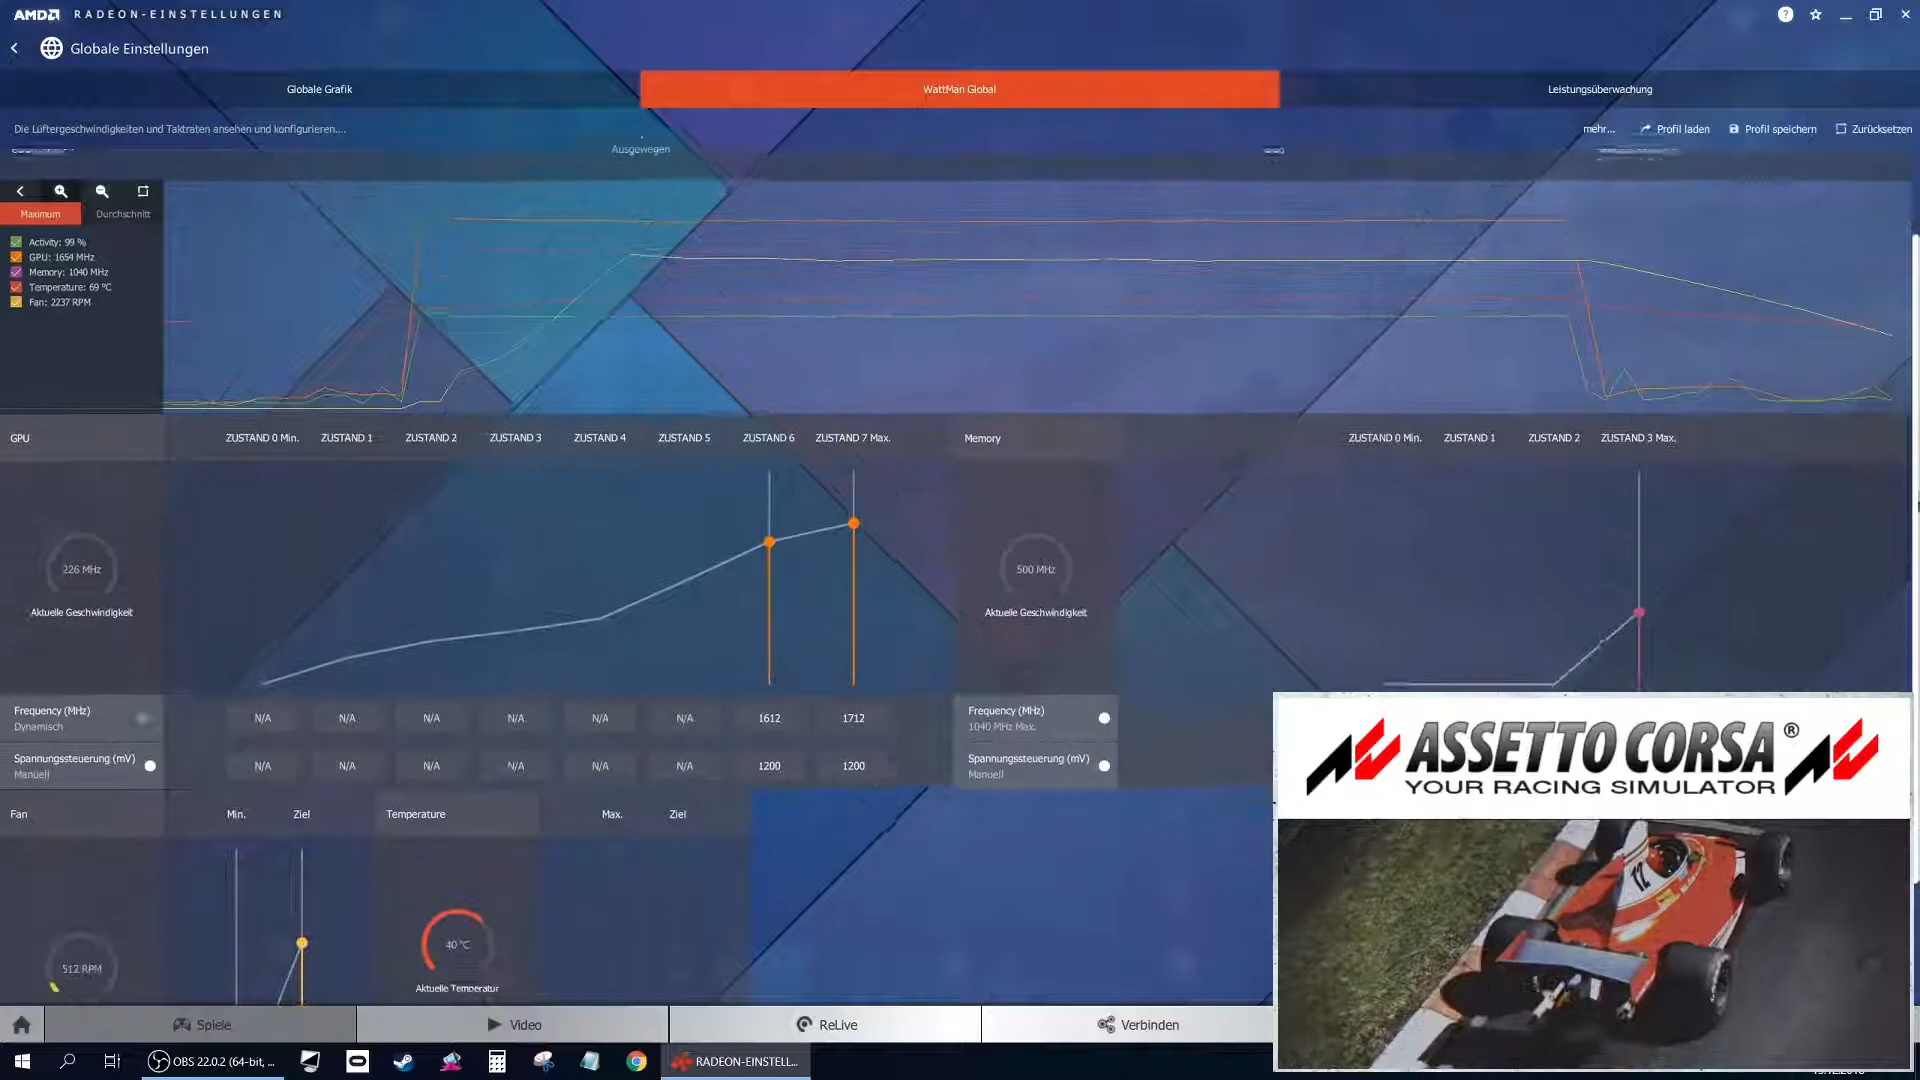 AMD RADEON-EINSTELLUNGEN
Globale Einstellungen
Globale Grafik
WattMan Global
Leistungsüberwachung
Die Lüftergeschwindigkeiten und Taktraten ansehen und konfigurieren....
mehr...
Profil laden
Profil speichern
Zurücksetzen
Ausgewogen
Maximum
Durchschnitt
Activity: 99 %
GPU: 1654 MHz
Memory: 1040 MHz
Temperature: 69 °C
Fan: 2237 RPM
GPU
ZUSTAND 0 Min.
ZUSTAND 1
ZUSTAND 2
ZUSTAND 3
ZUSTAND 4
ZUSTAND 5
ZUSTAND 6
ZUSTAND 7 Max.
Memory
ZUSTAND 0 Min.
ZUSTAND 1
ZUSTAND 2
ZUSTAND 3 Max.
226 MHz
Aktuelle Geschwindigkeit
500 MHz
Aktuelle Geschwindigkeit
Frequency (MHz)
Dynamisch
N/A
N/A
N/A
N/A
N/A
N/A
1612
1712
Frequency (MHz)
1040 MHz Max.
Spannungssteuerung (mV)
Manuell
N/A
N/A
N/A
N/A
N/A
N/A
1200
1200
Spannungssteuerung (mV)
Manuell
ASSETTO CORSA ®
YOUR RACING SIMULATOR
12
Fan
Min.
Ziel
Temperature
Max.
Ziel
512 RPM
40 °C
Aktuelle Temperatur
Spiele
Video
ReLive
Verbinden
OBS 22.0.2 (64-bit, ...
RADEON-EINSTELL...